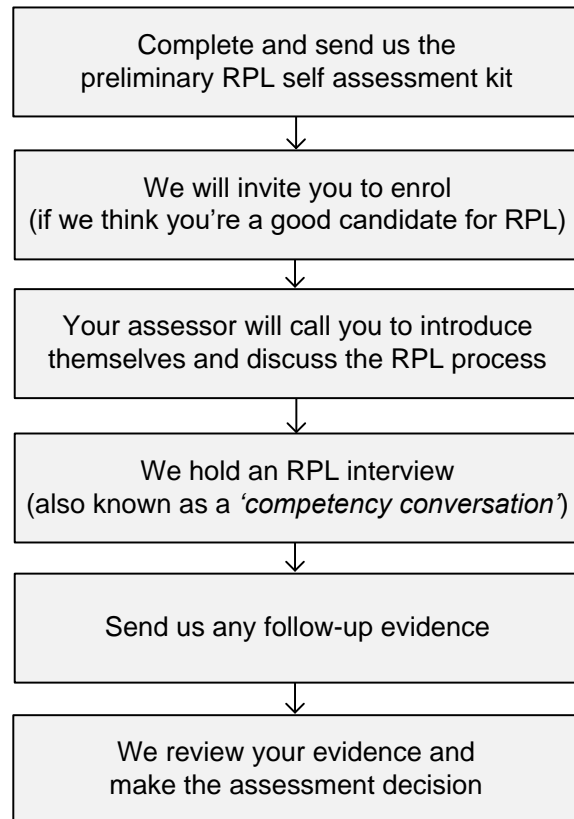 Complete and send us the
preliminary RPL self assessment kit
We will invite you to enrol
(if we think you’re a good candidate for RPL)
Your assessor will call you to introduce
themselves and discuss the RPL process
We hold an RPL interview
(also known as a ‘competency conversation’)
Send us any follow-up evidence
We review your evidence and
make the assessment decision